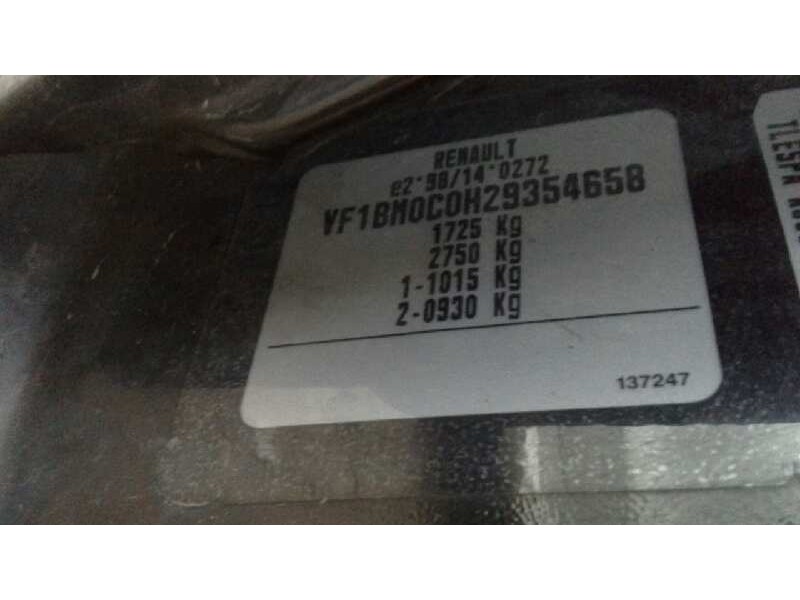 RENAULT
e2*98/14*0272
VF1BM0C0H29354658
1725 Kg
2750 Kg
1-1015 Kg
2-0930 Kg
137247